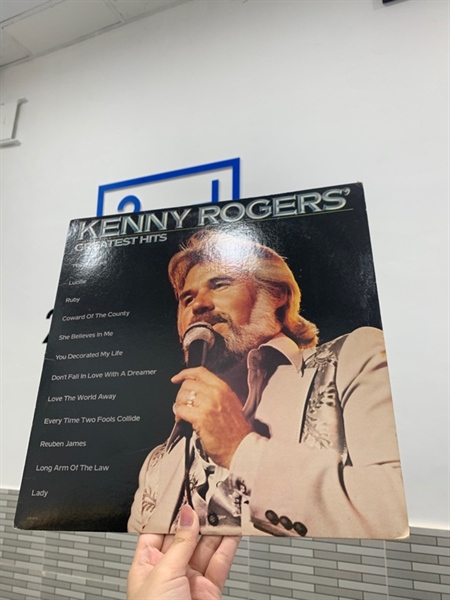 KENNY ROGERS'
GREATEST HITS
Lucille
Ruby
Coward Of The County
She Believes In Me
You Decorated My Life
Don't Fall In Love With A Dreamer
Love The World Away
Every Time Two Fools Collide
Reuben James
Long Arm Of The Law
Lady